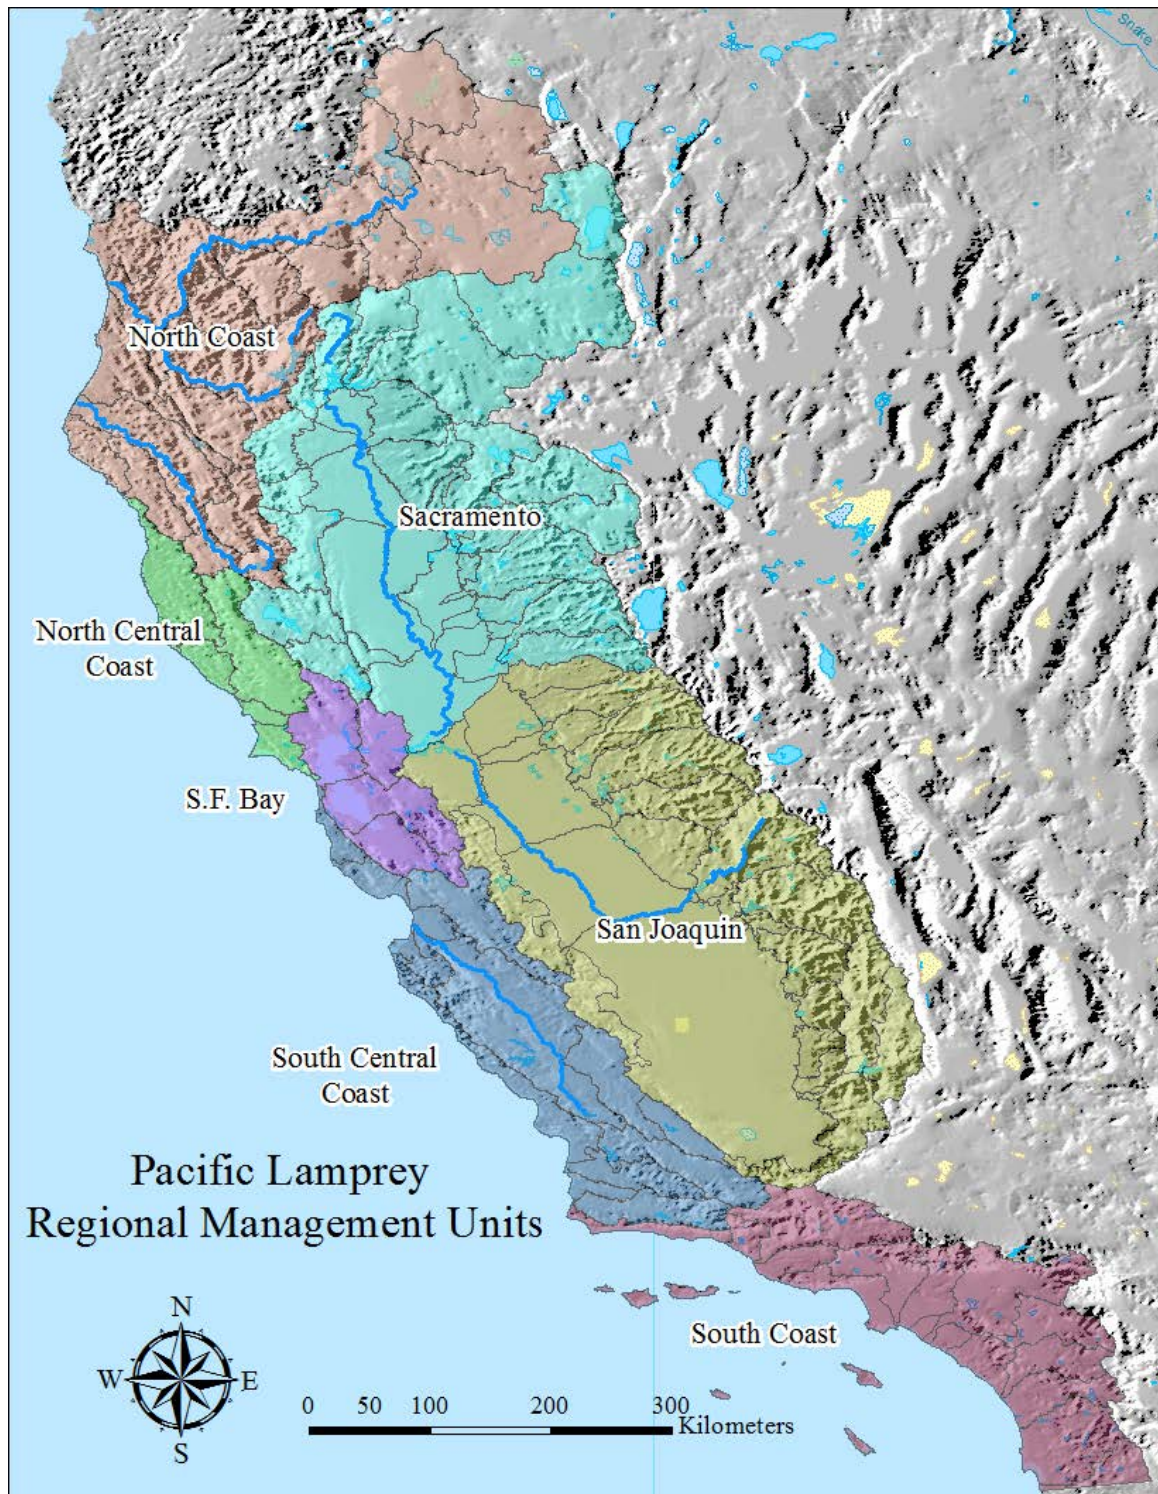 Snake
North Coast
Sacramento
North Central
Coast
S.F. Bay
San Joaquin
South Central
Coast
Pacific Lamprey
Regional Management Units
South Coast
N
W E
S
0 50 100 200 300
Kilometers